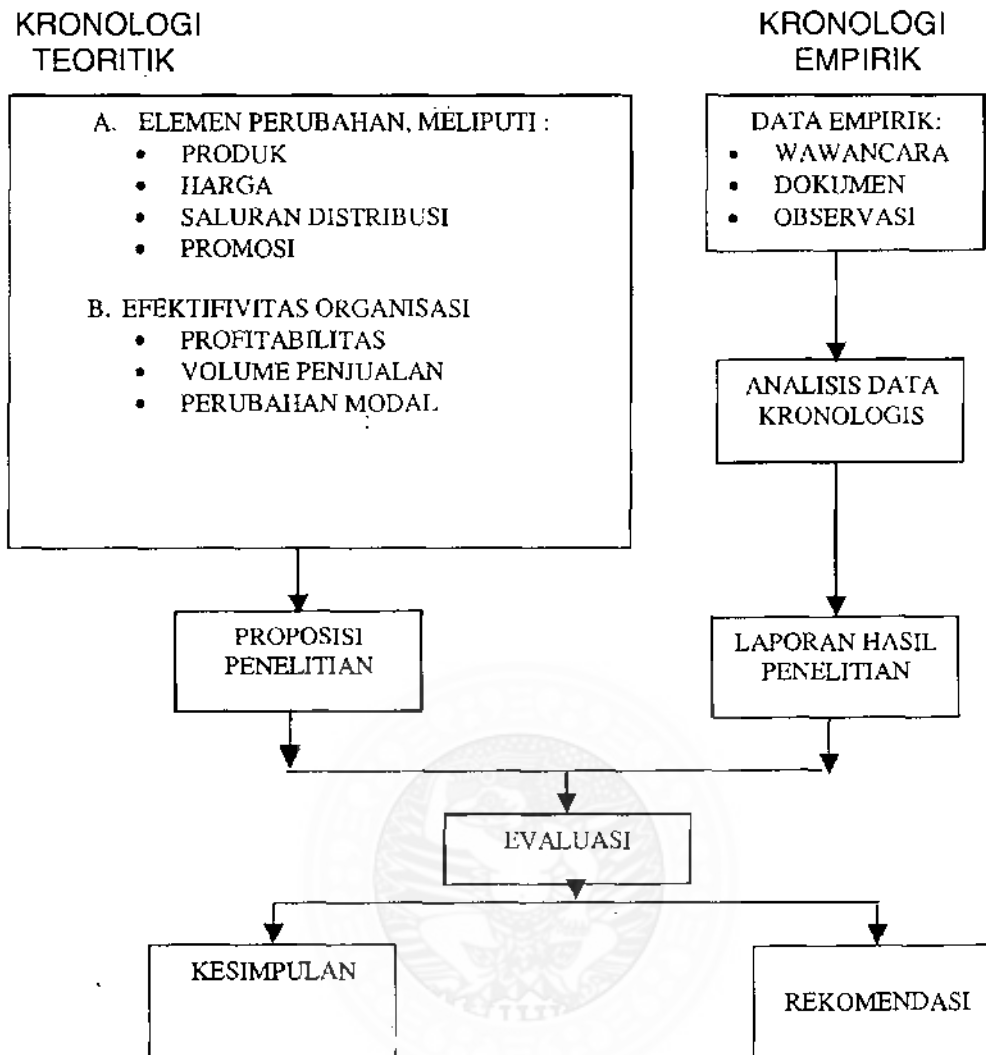 KRONOLOGI
TEORITIK
KRONOLOGI
EMPIRIK
A. ELEMEN PERUBAHAN, MELIPUTI :
• PRODUK
• HARGA
• SALURAN DISTRIBUSI
• PROMOSI
B. EFEKTIFIVITAS ORGANISASI
• PROFITABILITAS
• VOLUME PENJUALAN
• PERUBAHAN MODAL
DATA EMPIRIK:
• WAWANCARA
• DOKUMEN
• OBSERVASI
ANALISIS DATA
KRONOLOGIS
PROPOSISI
PENELITIAN
LAPORAN HASIL
PENELITIAN
EVALUASI
KESIMPULAN
REKOMENDASI